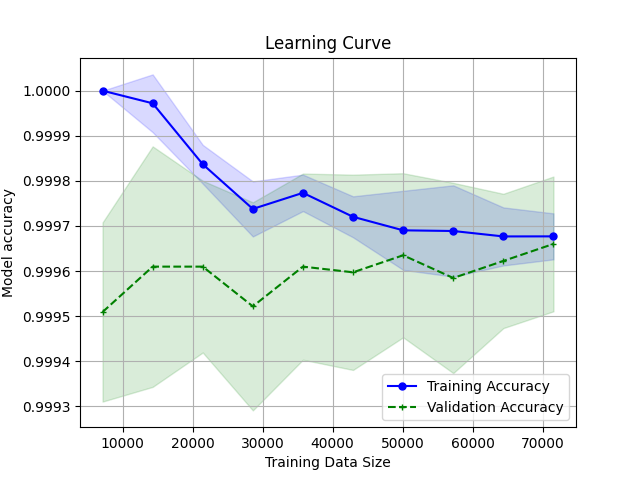 Learning Curve
1.0000
0.9999
0.9998
0.9997
0.9996
0.9995
0.9994
0.9993
Model accuracy
Training Accuracy
Validation Accuracy
10000 20000 30000 40000 50000 60000 70000
Training Data Size